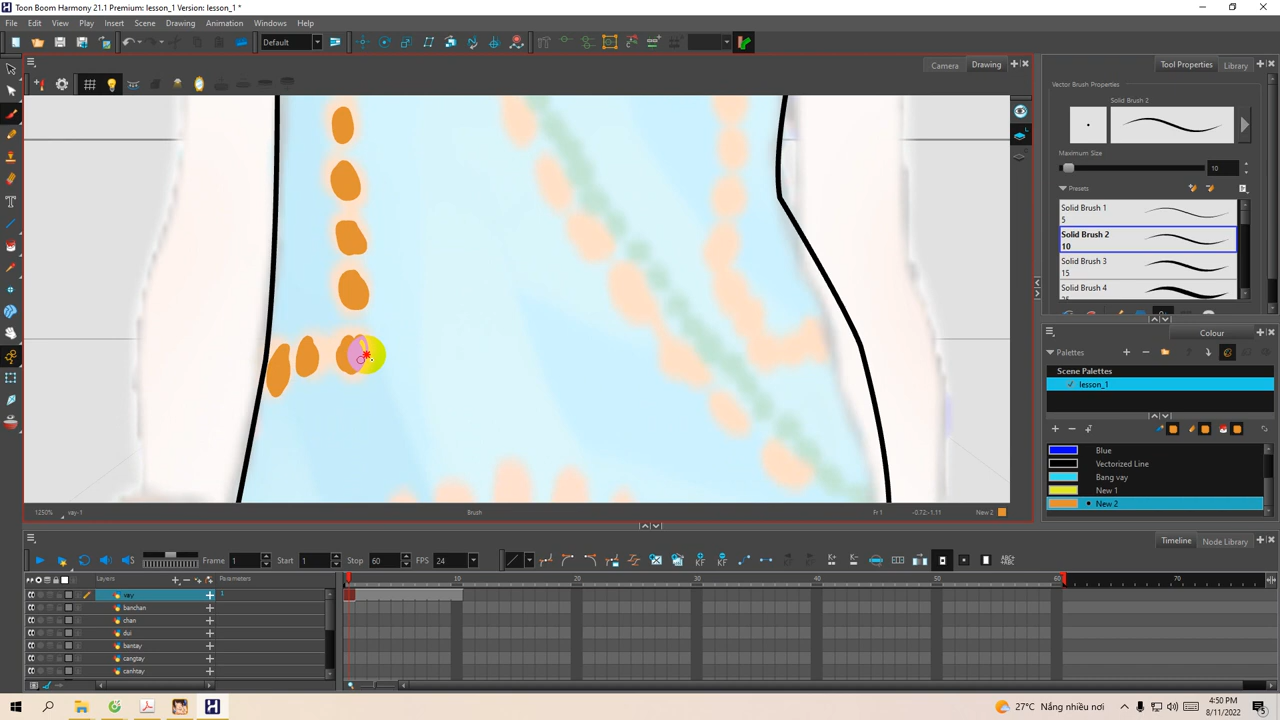 Toon Boom Harmony 21.1 Premium: lesson_1 Version: lesson_1 *
File Edit View Play Insert Scene Drawing Animation Windows Help
Default
Camera Drawing
Tool Properties Library
Vector Brush Properties
Solid Brush 2
Maximum Size
10
Presets
Solid Brush 1
5
Solid Brush 2
10
Solid Brush 3
15
Solid Brush 4
Colour
Palettes
Scene Palettes
lesson_1
Blue
Vectorized Line
Bang vay
New 1
New 2
1250% vay-1 Brush Fr 1 -0.72:-1.11 New 2
Timeline Node Library
Frame 1 Start 1 Stop 60 FPS 24
Layers Parameters
10 20 30 40 50 60 70
vay 1
banchan
chan
dui
bantay
cangtay
canhtay
27°C Nắng nhiều nơi
4:50 PM
8/11/2022